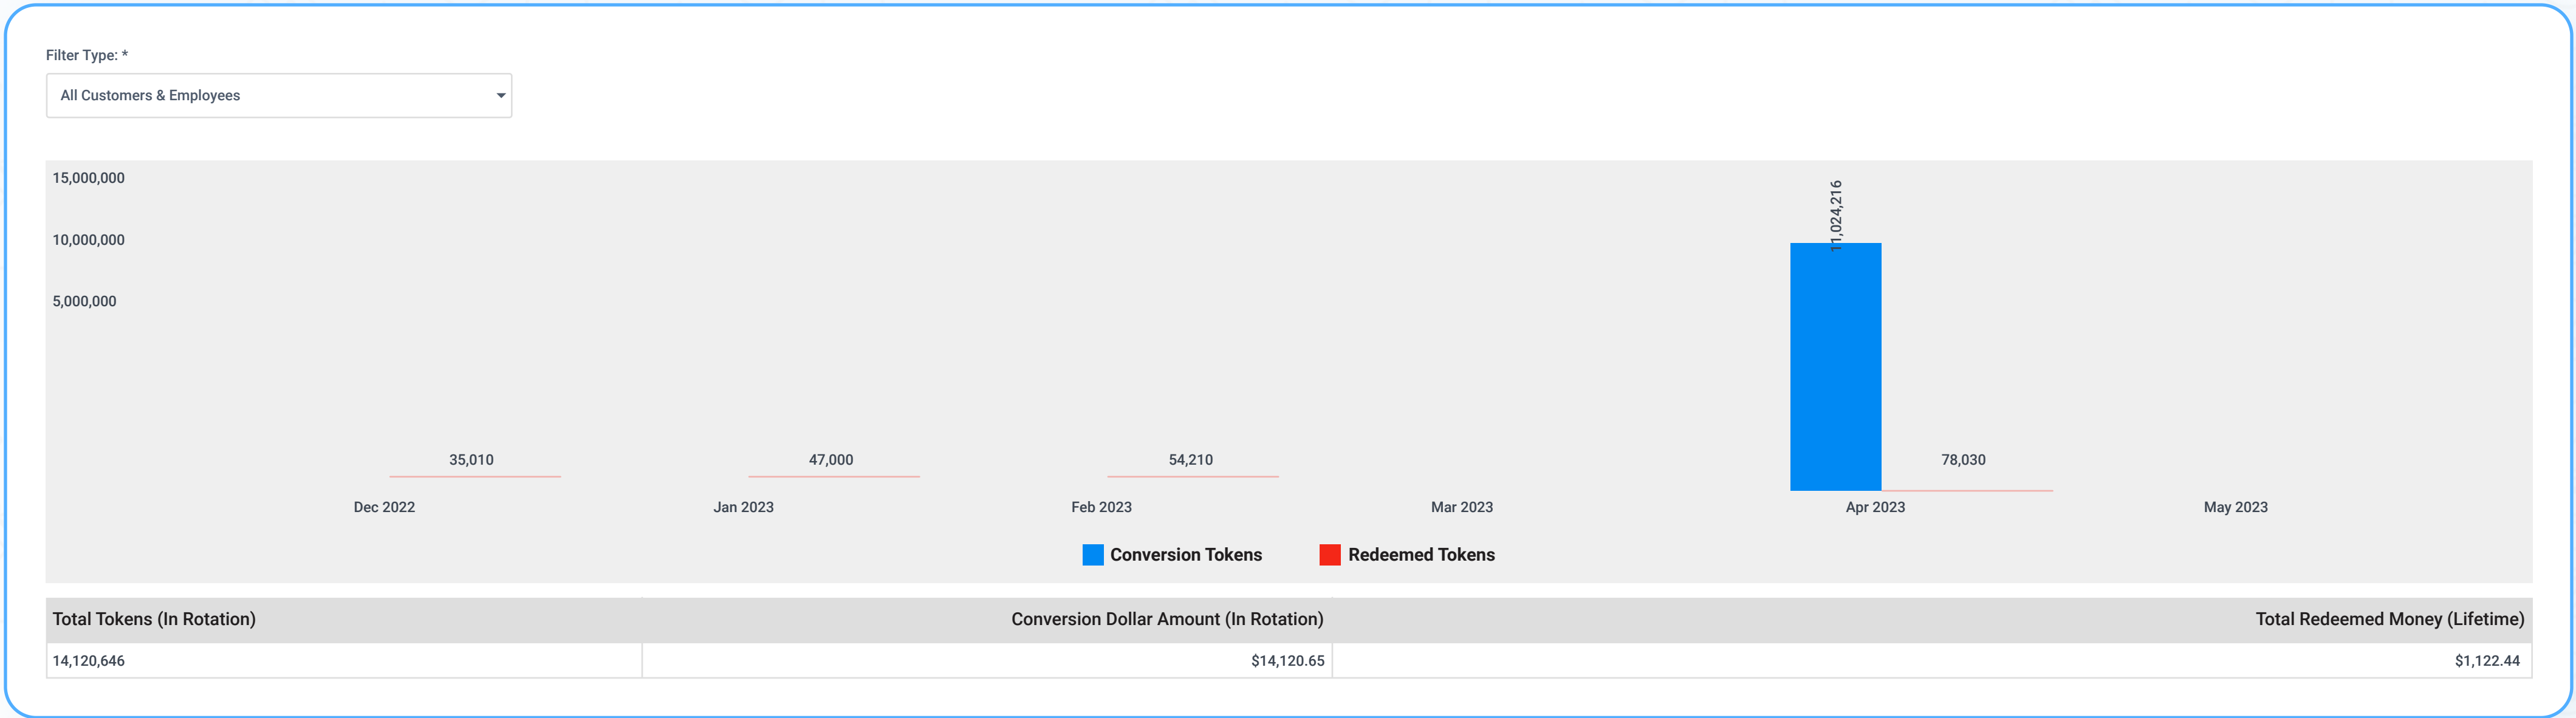 Filter Type: *
All Customers & Employees
15,000,000
10,000,000
5,000,000
11,024,216
35,010
47,000
54,210
78,030
Dec 2022 Jan 2023 Feb 2023 Mar 2023 Apr 2023 May 2023
Conversion Tokens Redeemed Tokens
Total Tokens (In Rotation) Conversion Dollar Amount (In Rotation) Total Redeemed Money (Lifetime)
14,120,646 $14,120.65 $1,122.44